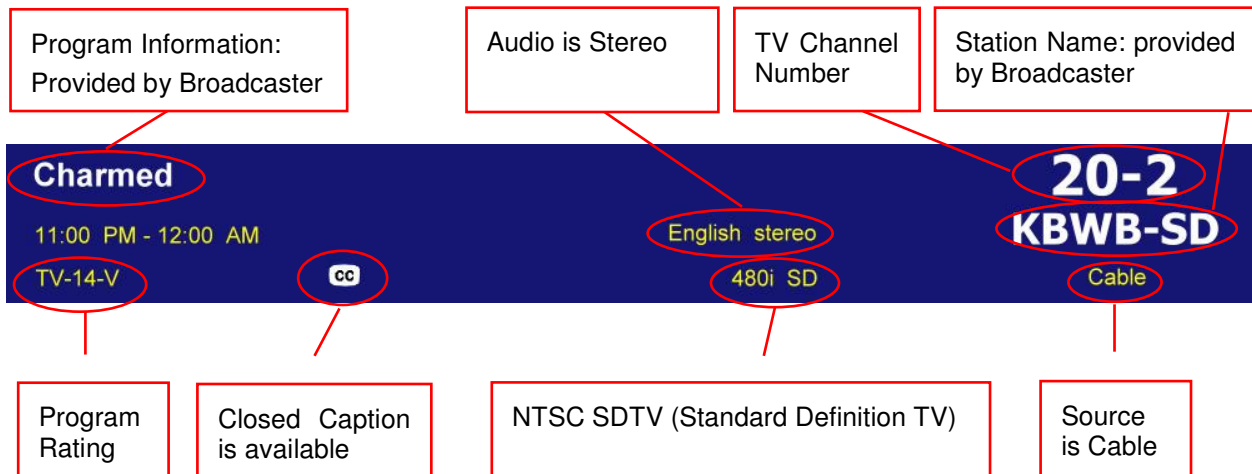 Program Information:
Provided by Broadcaster
Audio is Stereo
TV Channel
Number
Station Name: provided
by Broadcaster
Charmed
20-2
11:00 PM - 12:00 AM
English stereo
KBWB-SD
TV-14-V
CC
480i SD
Cable
Program
Rating
Closed Caption
is available
NTSC SDTV (Standard Definition TV)
Source
is Cable